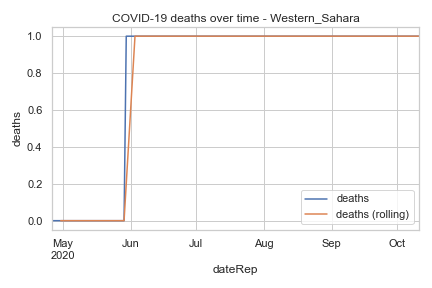 COVID-19 deaths over time - Western_Sahara
deaths
1.0
0.8
0.6
0.4
0.2
0.0
May Jun Jul Aug Sep Oct
2020
dateRep
deaths
deaths (rolling)